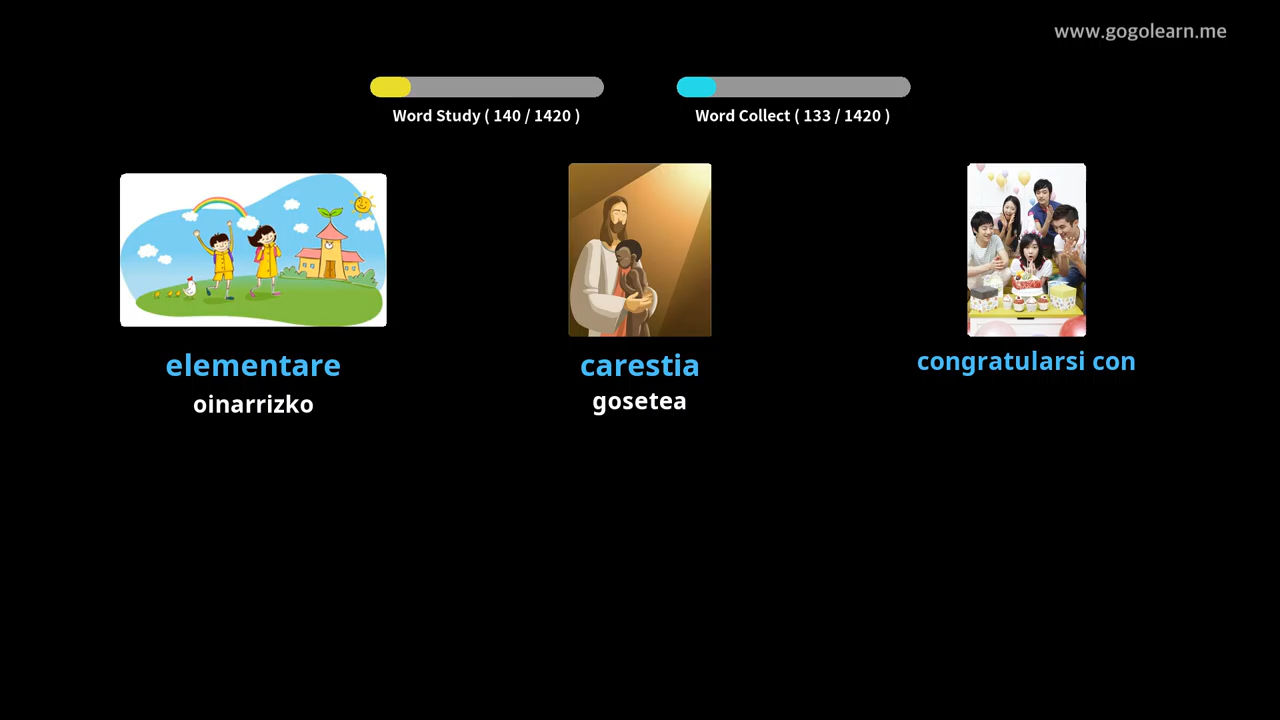 www.gogolearn.me
Word Study ( 140 / 1420 )
Word Collect ( 133 / 1420 )
elementare
oinarrizko
carestia
gosetea
congratularsi con